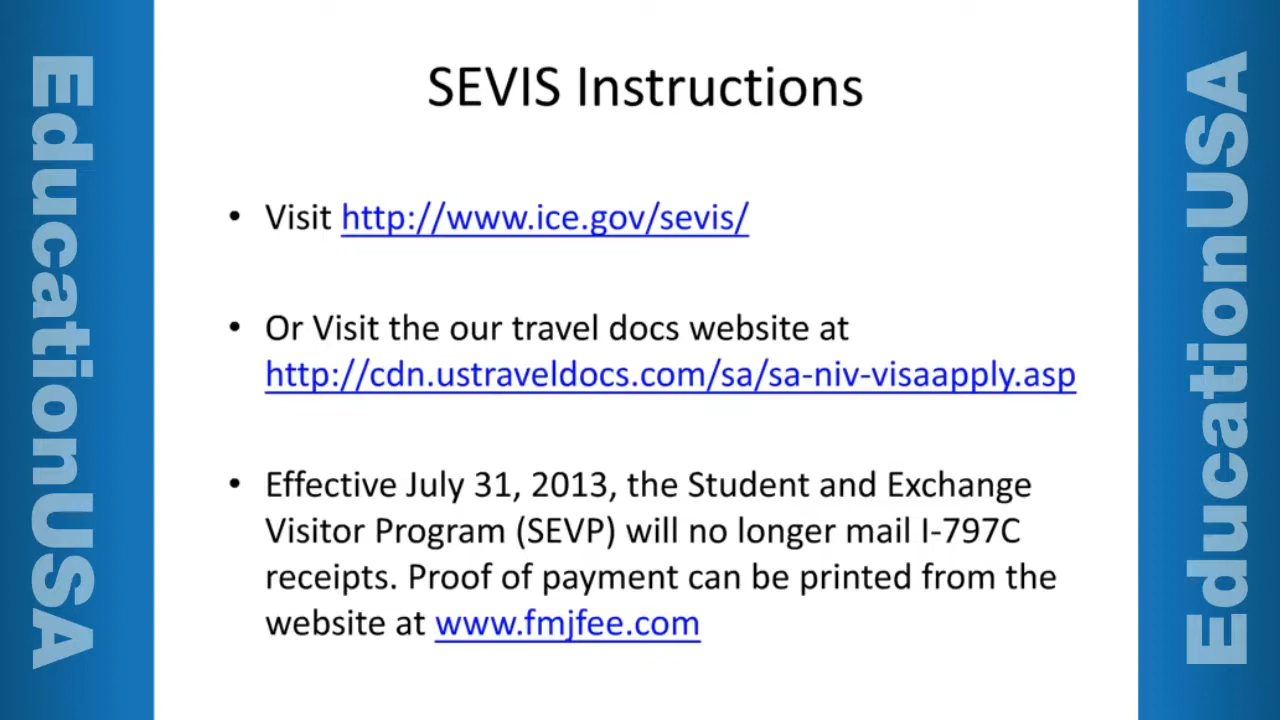 SEVIS Instructions
• Visit http://www.ice.gov/sevis/
• Or Visit the our travel docs website at
http://cdn.ustraveldocs.com/sa/sa-niv-visaapply.asp
• Effective July 31, 2013, the Student and Exchange
Visitor Program (SEVP) will no longer mail I-797C
receipts. Proof of payment can be printed from the
website at www.fmjfee.com
EducationUSA
EducationUSA